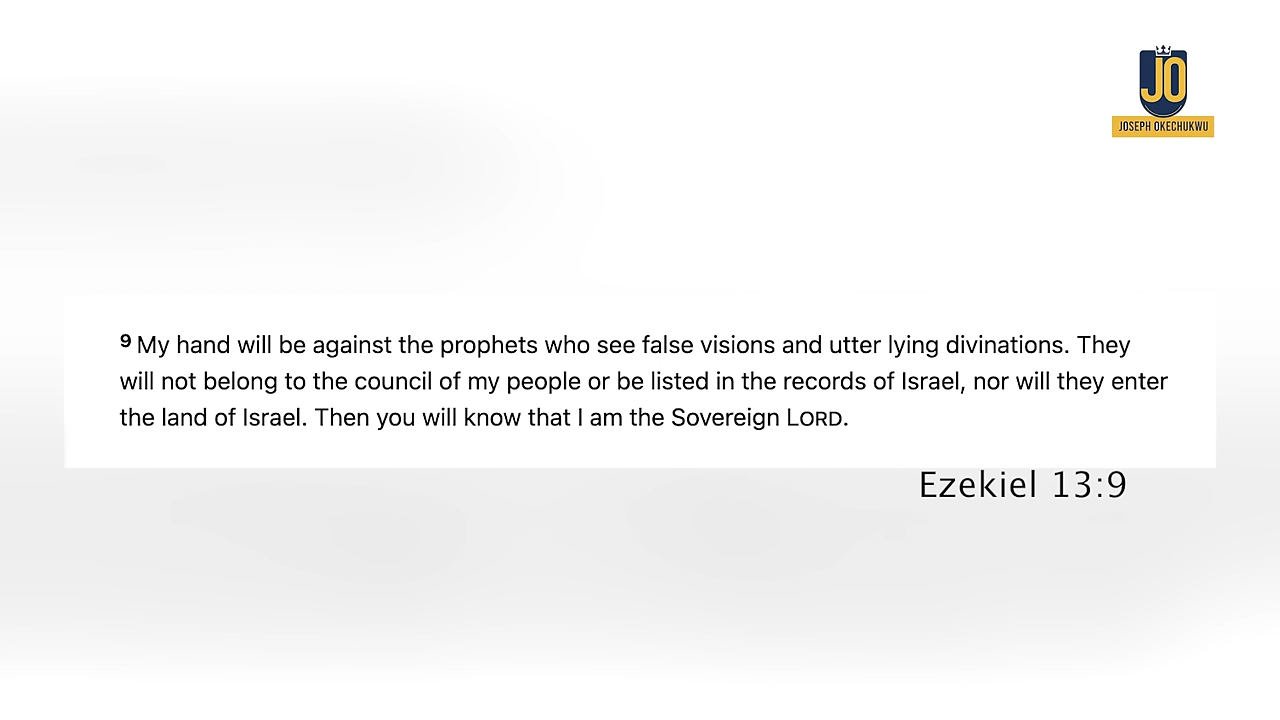 JO
JOSEPH OKECHUKWU
9 My hand will be against the prophets who see false visions and utter lying divinations. They
will not belong to the council of my people or be listed in the records of Israel, nor will they enter
the land of Israel. Then you will know that I am the Sovereign LORD.
Ezekiel 13:9